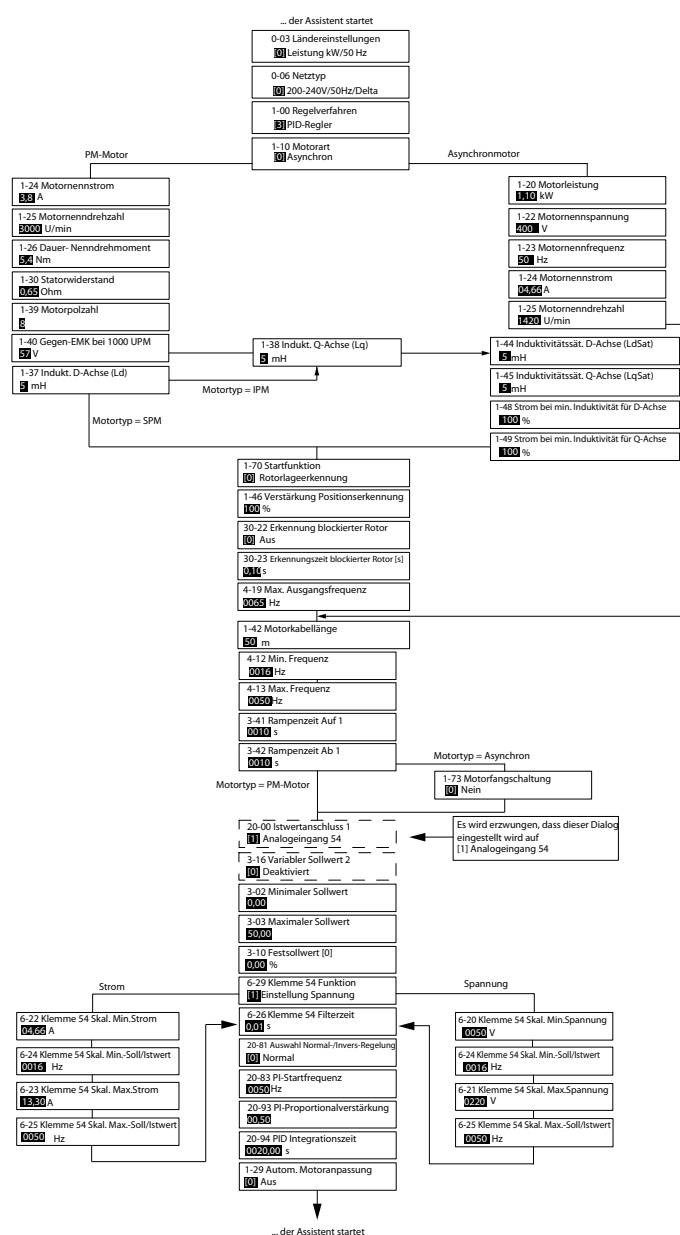 ... der Assistent startet
0-03 Ländereinstellungen
[0] Leistung kW/50 Hz
0-06 Netztyp
[0] 200-240V/50Hz/Delta
1-00 Regelverfahren
[3] PID-Regler
1-10 Motorart
[0] Asynchron
PM-Motor
Asynchronmotor
1-24 Motornennstrom
3,8 A
1-25 Motornenndrehzahl
3000 U/min
1-26 Dauer- Nenndrehmoment
5,4 Nm
1-30 Statorwiderstand
0,65 Ohm
1-39 Motorpolzahl
8
1-40 Gegen-EMK bei 1000 UPM
57 V
1-37 Indukt. D-Achse (Ld)
5 mH
1-20 Motorleistung
1,10 kW
1-22 Motornennspannung
400 V
1-23 Motornennfrequenz
50 Hz
1-24 Motornennstrom
04,66 A
1-25 Motornenndrehzahl
1420 U/min
1-38 Indukt. Q-Achse (Lq)
5 mH
Motortyp = IPM
Motortyp = SPM
1-44 Induktivitätssät. D-Achse (LdSat)
5 mH
1-45 Induktivitätssät. Q-Achse (LqSat)
5 mH
1-48 Strom bei min. Induktivität für D-Achse
100 %
1-49 Strom bei min. Induktivität für Q-Achse
100 %
1-70 Startfunktion
[0] Rotorlageerkennung
1-46 Verstärkung Positionserkennung
100 %
30-22 Erkennung blockierter Rotor
[0] Aus
30-23 Erkennungszeit blockierter Rotor [s]
0,10 s
4-19 Max. Ausgangsfrequenz
0065 Hz
1-42 Motorkabellänge
50 m
4-12 Min. Frequenz
0016 Hz
4-13 Max. Frequenz
0050 Hz
3-41 Rampenzeit Auf 1
0010 s
3-42 Rampenzeit Ab 1
0010 s
Motortyp = Asynchron
Motortyp = PM-Motor
1-73 Motorfangschaltung
[0] Nein
20-00 Istwertanschluss 1
[1] Analogeingang 54
Es wird erzwungen, dass dieser Dialog
eingestellt wird auf
[1] Analogeingang 54
3-16 Variabler Sollwert 2
[0] Deaktiviert
3-02 Minimaler Sollwert
0,00
3-03 Maximaler Sollwert
50,00
3-10 Festsollwert [0]
0,00 %
Strom
6-29 Klemme 54 Funktion
[1] Einstellung Spannung
Spannung
6-22 Klemme 54 Skal. Min.Strom
04,66 A
6-24 Klemme 54 Skal. Min.-Soll/Istwert
0016 Hz
6-23 Klemme 54 Skal. Max.Strom
13,30 A
6-25 Klemme 54 Skal. Max.-Soll/Istwert
0050 Hz
6-26 Klemme 54 Filterzeit
0,01 s
20-81 Auswahl Normal-/Invers-Regelung
[0] Normal
20-83 PI-Startfrequenz
0050 Hz
20-93 PI-Proportionalverstärkung
00,50
20-94 PID Integrationszeit
0020,00 s
1-29 Autom. Motoranpassung
[0] Aus
6-20 Klemme 54 Skal. Min.Spannung
0050 V
6-24 Klemme 54 Skal. Min.-Soll/Istwert
0016 Hz
6-21 Klemme 54 Skal. Max.Spannung
0220 V
6-25 Klemme 54 Skal. Max.-Soll/Istwert
0050 Hz
... der Assistent startet